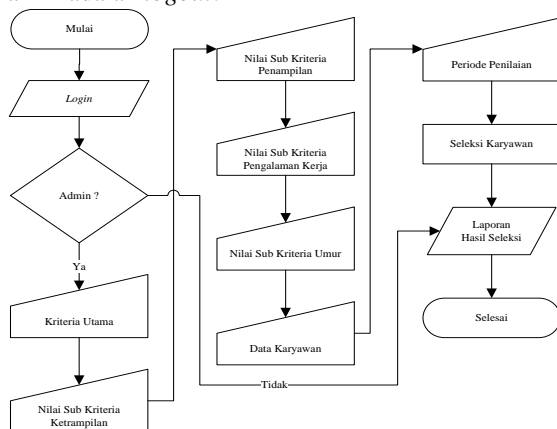 Mulai
Login
Admin ?
Ya
Kriteria Utama
Nilai Sub Kriteria
Ketrampilan
Nilai Sub Kriteria
Penampilan
Nilai Sub Kriteria
Pengalaman Kerja
Nilai Sub Kriteria Umur
Data Karyawan
Tidak
Periode Penilaian
Seleksi Karyawan
Laporan
Hasil Seleksi
Selesai